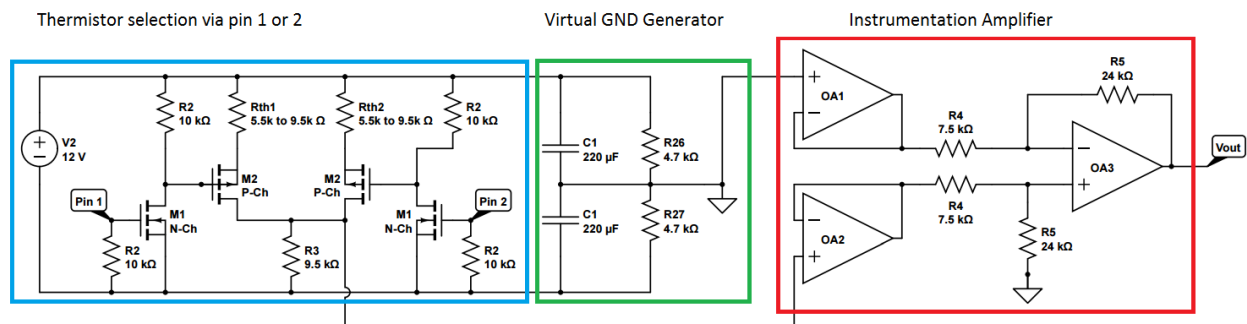 Thermistor selection via pin 1 or 2
Virtual GND Generator
Instrumentation Amplifier
V2
12 V
R2
10 kΩ
Rth1
5.5k to 9.5k Ω
Rth2
5.5k to 9.5k Ω
R2
10 kΩ
M2
P-Ch
M2
P-Ch
Pin 1
M1
N-Ch
M1
N-Ch
Pin 2
R2
10 kΩ
R3
9.5 kΩ
R2
10 kΩ
C1
220 µF
C1
220 µF
R26
4.7 kΩ
R27
4.7 kΩ
+
−
OA1
R4
7.5 kΩ
R5
24 kΩ
−
+
OA3
Vout
R4
7.5 kΩ
−
+
OA2
R5
24 kΩ